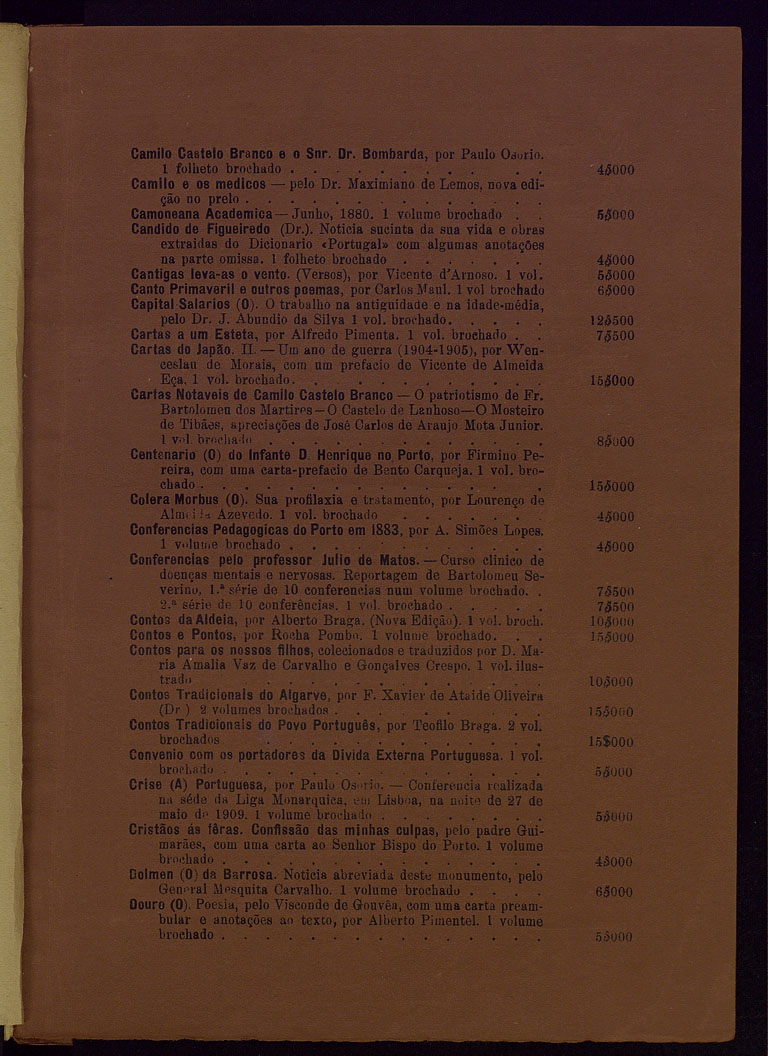 Camilo Castelo Branco e o Snr. Dr. Bombarda, por Paulo Osorio.
1 folheto brochado . . . . . . . . . . . 4$000
Camilo e os medicos — pelo Dr. Maximiano de Lemos, nova edi-
ção no prelo . . . . . . . . . . . .
Camoneana Academica — Junho, 1880. 1 volume brochado . . 5$000
Candido de Figueiredo (Dr.). Noticia sucinta da sua vida e obras
extraidas do Dicionario «Portugal» com algumas anotações
na parte omissa. 1 folheto brochado . . . . . . . 4$000
Cantigas leva-as o vento. (Versos), por Vicente d'Arnoso. 1 vol. 5$000
Canto Primaveril e outros poemas, por Carlos Maul. 1 vol brochado 6$000
Capital Salarios (O). O trabalho na antiguidade e na idade-média,
pelo Dr. J. Abundio da Silva 1 vol. brochado. . . . . 12$500
Cartas a um Esteta, por Alfredo Pimenta. 1 vol. brochado . . 7$500
Cartas do Japão. II. — Um ano de guerra (1904-1905), por Wen-
ceslau de Morais, com um prefacio de Vicente de Almeida
Eça. 1 vol. brochado. . . . . . . . . . 15$000
Cartas Notaveis de Camilo Castelo Branco — O patriotismo de Fr.
Bartolomeu dos Martires — O Castelo de Lanhoso — O Mosteiro
de Tibães, apreciações de José Carlos de Araujo Mota Junior.
1 vol. brochado . . . . . . . . . . . 8$000
Centenario (O) do Infante D. Henrique no Porto, por Firmino Pe-
reira, com uma carta-prefacio de Bento Carqueja. 1 vol. bro-
chado . . . . . . . . . . . . . 15$000
Colera Morbus (O). Sua profilaxia e tratamento, por Lourenço de
Almeida Azevedo. 1 vol. brochado . . . . . . 4$000
Conferencias Pedagogicas do Porto em 1883, por A. Simões Lopes.
1 volume brochado . . . . . . . . . . 4$000
Conferencias pelo professor Julio de Matos. — Curso clinico de
doenças mentais e nervosas. Reportagem de Bartolomeu Se-
verino, 1.ª série de 10 conferencias num volume brochado. . 7$500
2.ª série de 10 conferências. 1 vol. brochado . . . . . 7$500
Contos da Aldeia, por Alberto Braga. (Nova Edição). 1 vol. broch. 10$000
Contos e Pontos, por Rocha Pombo. 1 volume brochado. . . 15$000
Contos para os nossos filhos, colecionados e traduzidos por D. Ma-
ria Amalia Vaz de Carvalho e Gonçalves Crespo. 1 vol. ilus-
trado . . . . . . . . . . . . 10$000
Contos Tradicionais do Algarve, por F. Xavier de Ataide Oliveira
(Dr ) 2 volumes brochados . . . . . . . . 15$000
Contos Tradicionais do Povo Português, por Teofilo Braga. 2 vol.
brochados . . . . . . . . . . . . 15$000
Convenio com os portadores da Divida Externa Portuguesa. 1 vol.
brochado . . . . . . . . . . . . 5$000
Crise (A) Portuguesa, por Paulo Osorio. — Conferencia realizada
na séde da Liga Monarquica, em Lisboa, na noite de 27 de
maio de 1909. 1 volume brochado . . . . . . . 5$000
Cristãos ás fêras. Confissão das minhas culpas, pelo padre Gui-
marães, com uma carta ao Senhor Bispo do Porto. 1 volume
brochado . . . . . . . . . . . . 4$000
Dolmen (O) da Barrosa. Noticia abreviada deste monumento, pelo
General Mesquita Carvalho. 1 volume brochado . . . . 6$000
Douro (O). Poesia, pelo Visconde de Gouvêa, com uma carta pream-
bular e anotações ao texto, por Alberto Pimentel. 1 volume
brochado . . . . . . . . . . . . 5$000